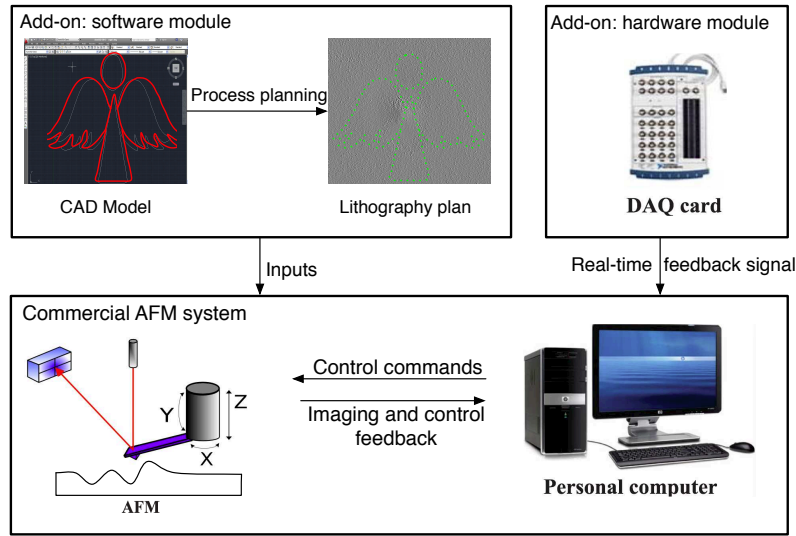 Add-on: software module
Process planning
CAD Model
Lithography plan
Add-on: hardware module
DAQ card
Inputs
Real-time feedback signal
Commercial AFM system
Control commands
Imaging and control
feedback
Y
Z
X
AFM
Personal computer